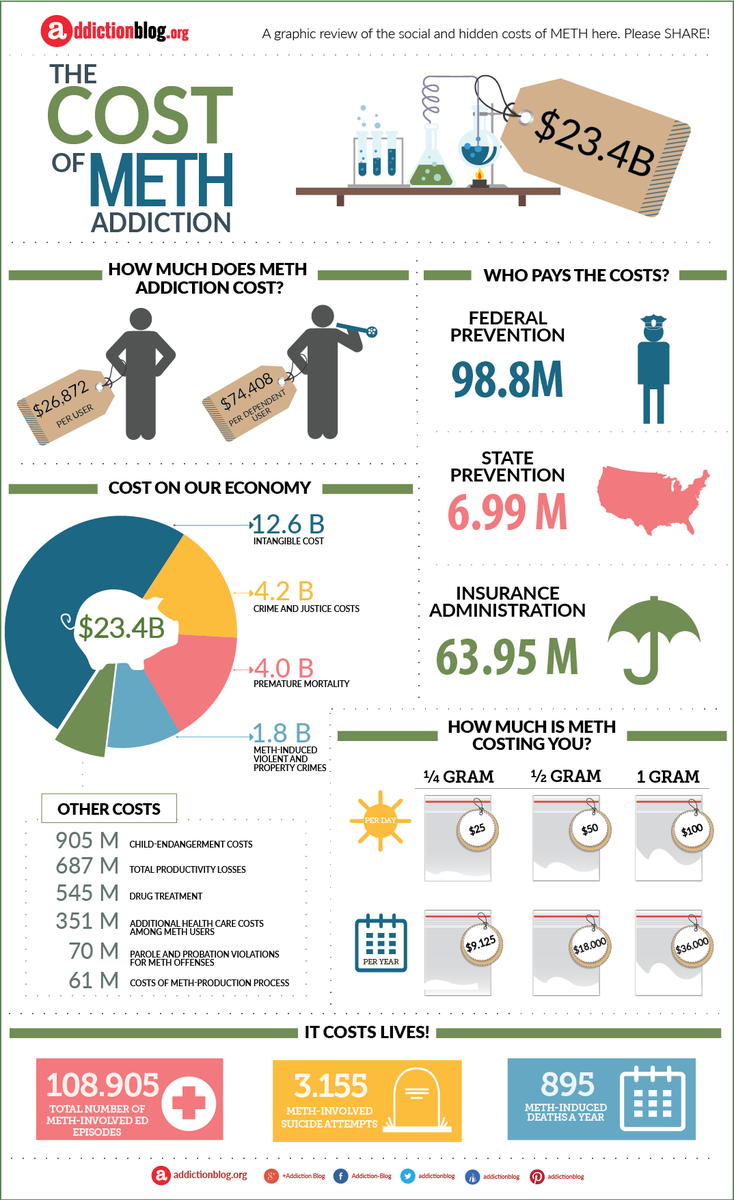 addictionblog.org
A graphic review of the social and hidden costs of METH here. Please SHARE!
THE
COST
OF METH
ADDICTION
$23.4B
HOW MUCH DOES METH
ADDICTION COST?
$26,872
PER USER
$74,408
PER DEPENDENT
USER
WHO PAYS THE COSTS?
FEDERAL
PREVENTION
98.8M
STATE
PREVENTION
6.99 M
INSURANCE
ADMINISTRATION
63.95 M
COST ON OUR ECONOMY
$23.4B
12.6 B
INTANGIBLE COST
4.2 B
CRIME AND JUSTICE COSTS
4.0 B
PREMATURE MORTALITY
1.8 B
METH-INDUCED
VIOLENT AND
PROPERTY CRIMES
OTHER COSTS
905 M CHILD-ENDANGERMENT COSTS
687 M TOTAL PRODUCTIVITY LOSSES
545 M DRUG TREATMENT
351 M ADDITIONAL HEALTH CARE COSTS
AMONG METH USERS
70 M PAROLE AND PROBATION VIOLATIONS
FOR METH OFFENSES
61 M COSTS OF METH-PRODUCTION PROCESS
HOW MUCH IS METH
COSTING YOU?
¼ GRAM ½ GRAM 1 GRAM
PER DAY
$25 $50 $100
PER YEAR
$9,125 $18.000 $36.000
IT COSTS LIVES!
108.905
TOTAL NUMBER OF
METH-INVOLVED ED
EPISODES
3.155
METH-INVOLVED
SUICIDE ATTEMPTS
895
METH-INDUCED
DEATHS A YEAR
addictionblog.org +Addiction Blog Addiction-Blog addictionblog addictionblog addictionblog